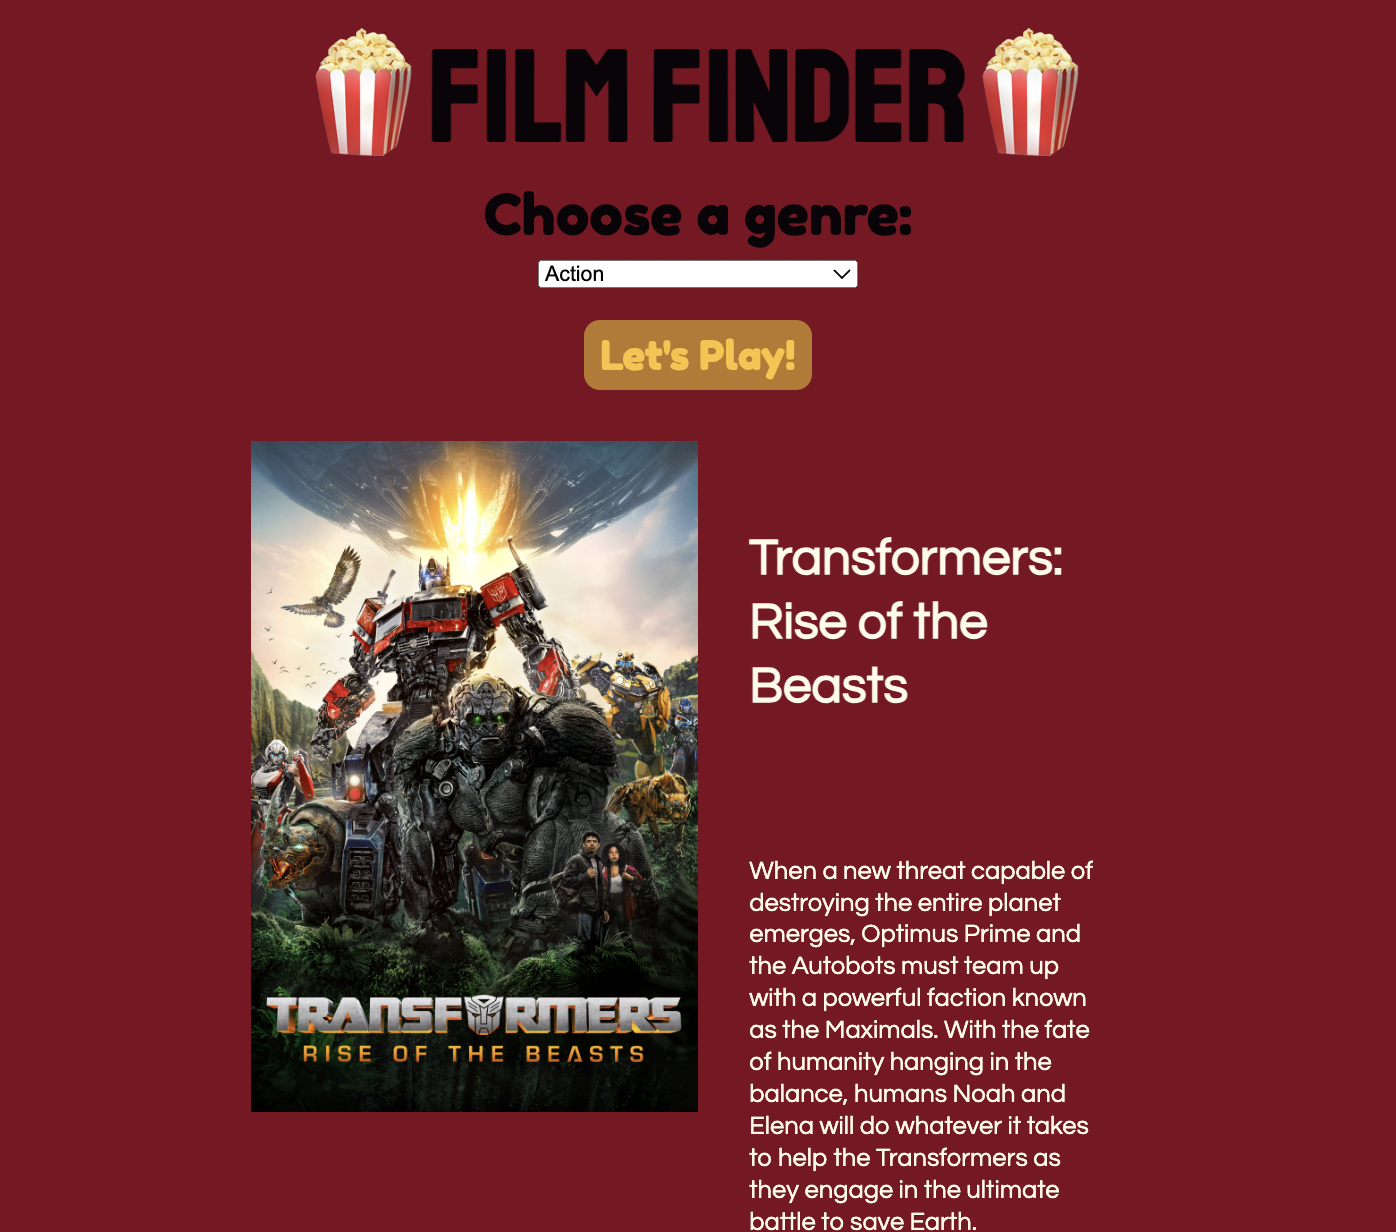 FILM FINDER
Choose a genre:
Action
Let's Play!
TRANSFORMERS
RISE OF THE BEASTS
Transformers:
Rise of the
Beasts
When a new threat capable of
destroying the entire planet
emerges, Optimus Prime and
the Autobots must team up
with a powerful faction known
as the Maximals. With the fate
of humanity hanging in the
balance, humans Noah and
Elena will do whatever it takes
to help the Transformers as
they engage in the ultimate
battle to save Earth.